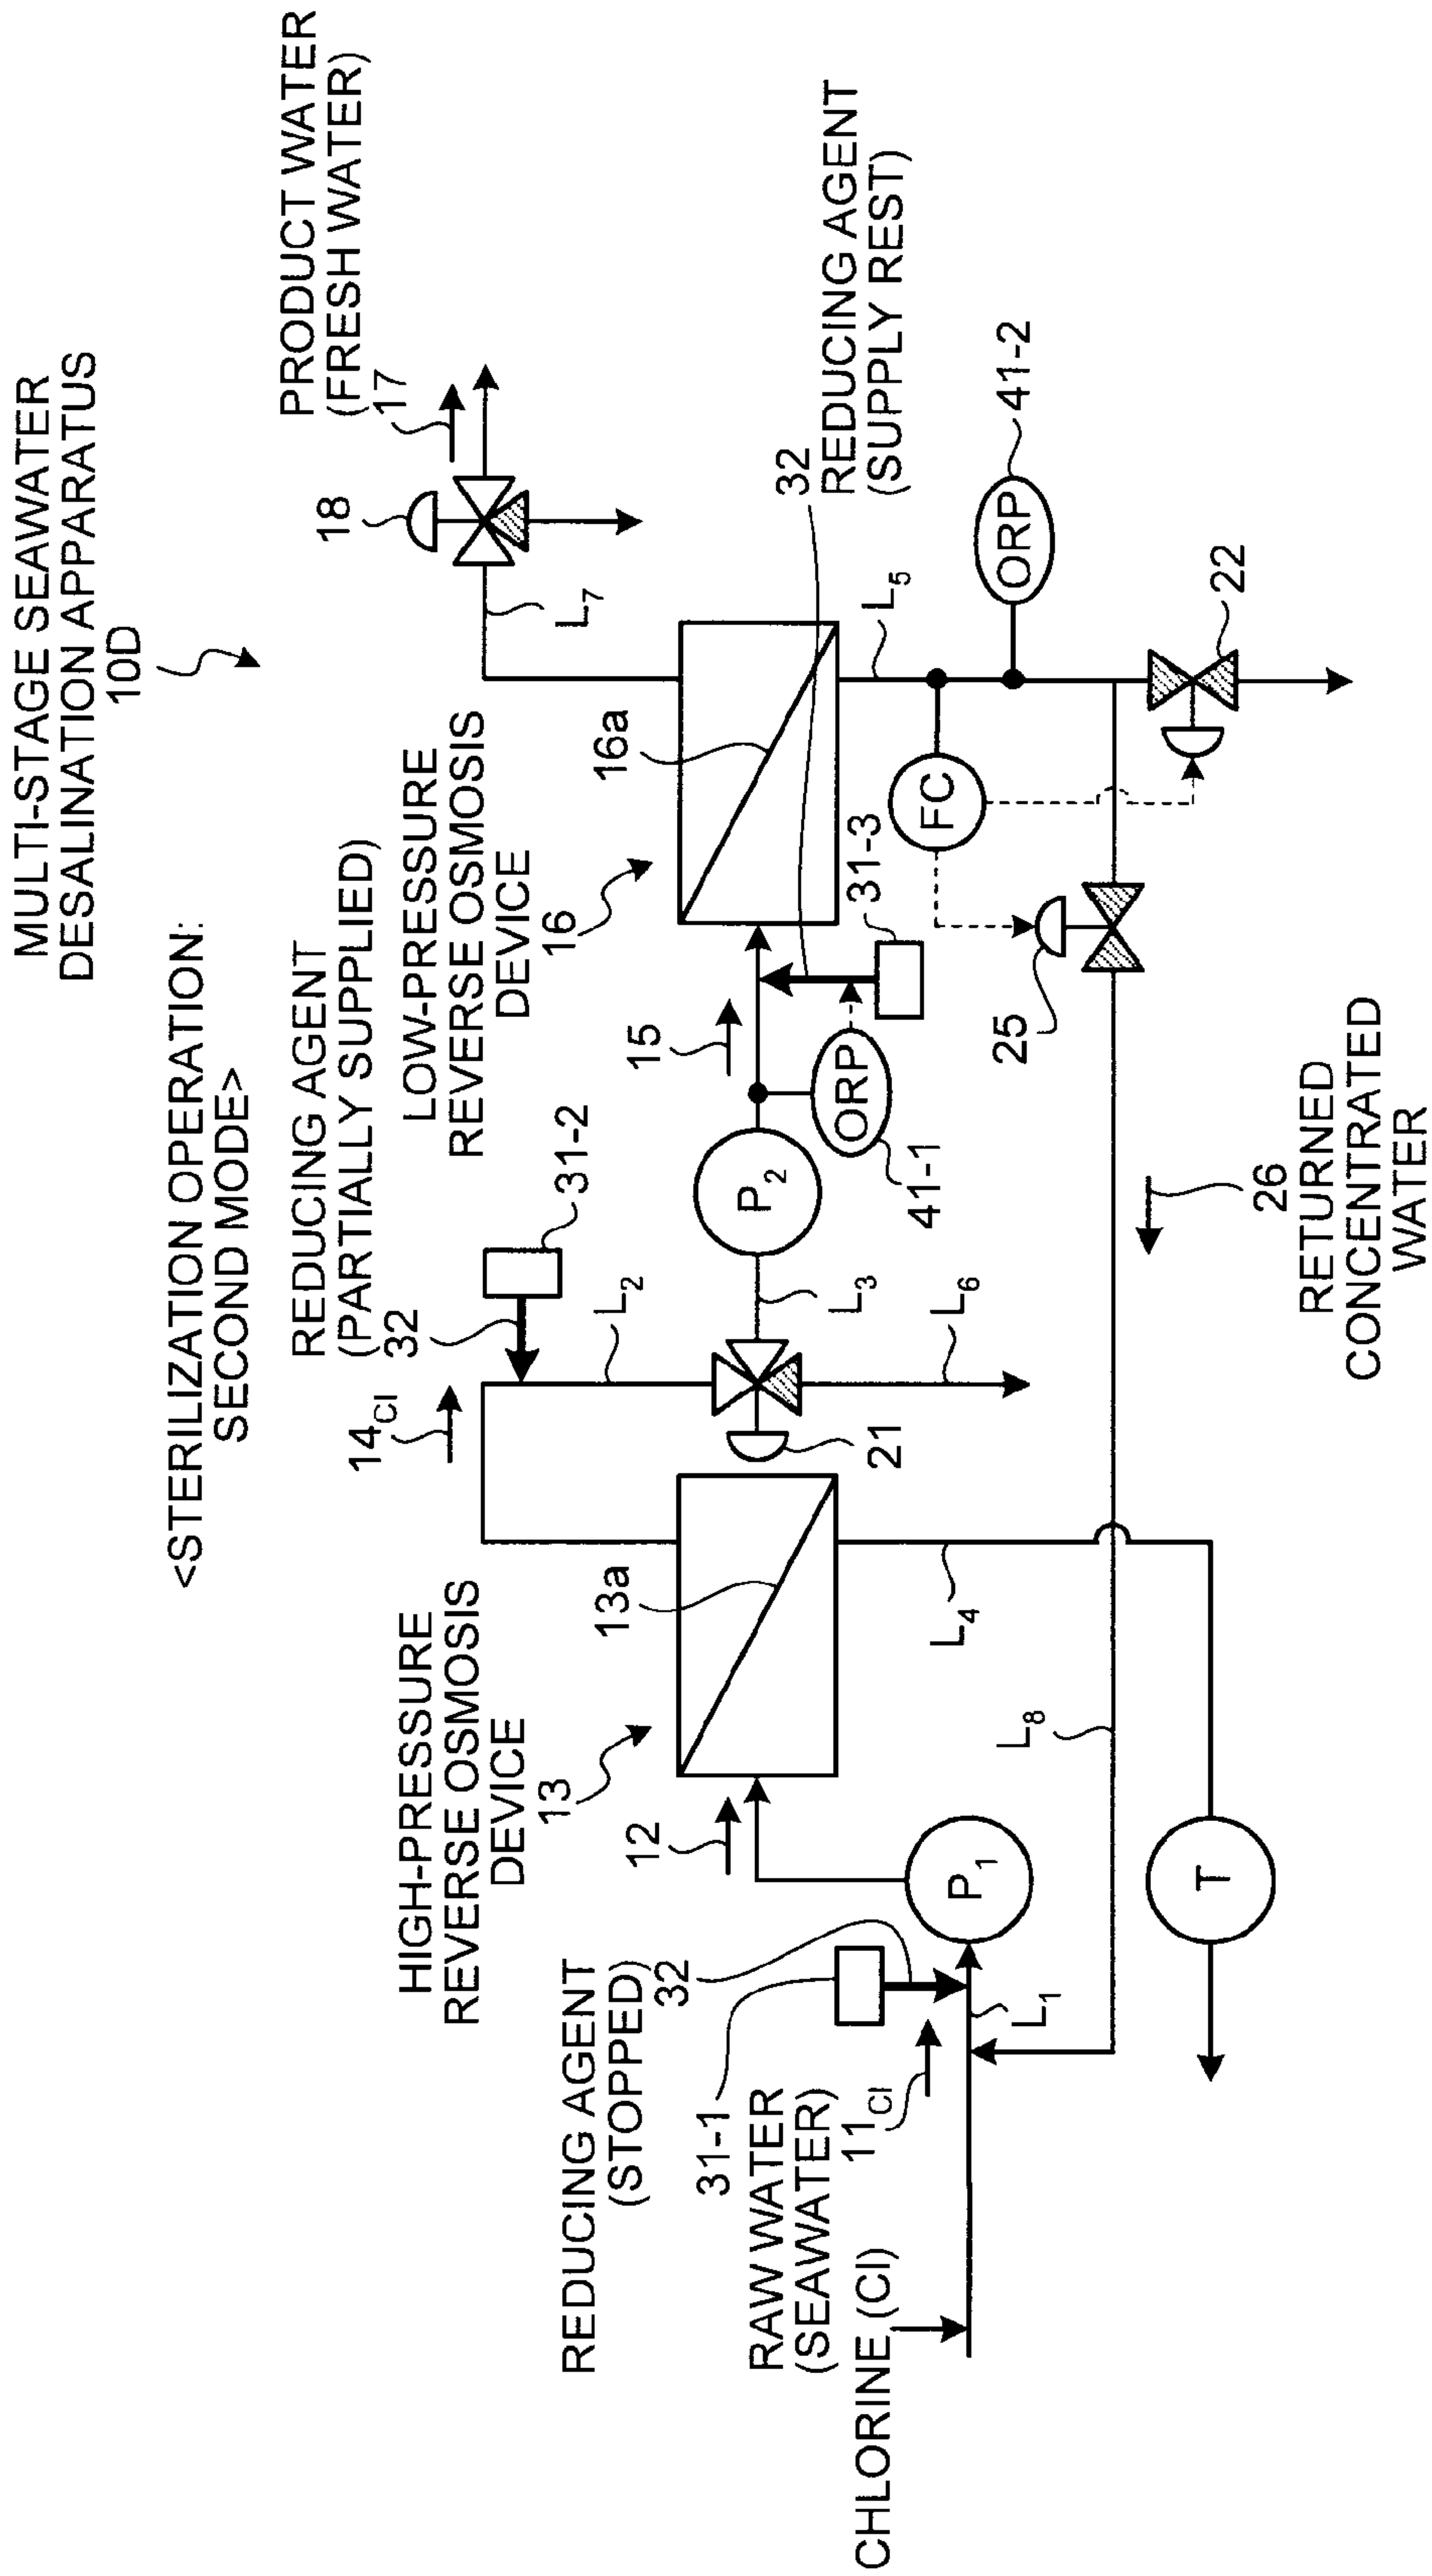 MULTI-STAGE SEAWATER
DESALINATION APPARATUS
10D
<STERILIZATION OPERATION:
SECOND MODE>
PRODUCT WATER
(FRESH WATER)
17
18
L7
REDUCING AGENT
(PARTIALLY SUPPLIED)
32
31-2
14Cl
L2
LOW-PRESSURE
REVERSE OSMOSIS
DEVICE
16
16a
HIGH-PRESSURE
REVERSE OSMOSIS
DEVICE
13
13a
12
15
P2
L3
21
L6
ORP
41-1
31-3
32
REDUCING AGENT
(SUPPLY REST)
L5
ORP
41-2
FC
22
25
REDUCING AGENT
(STOPPED)
32
31-1
RAW WATER
(SEAWATER)
11Cl
CHLORINE (Cl)
L1
P1
L4
L8
T
26
RETURNED
CONCENTRATED
WATER